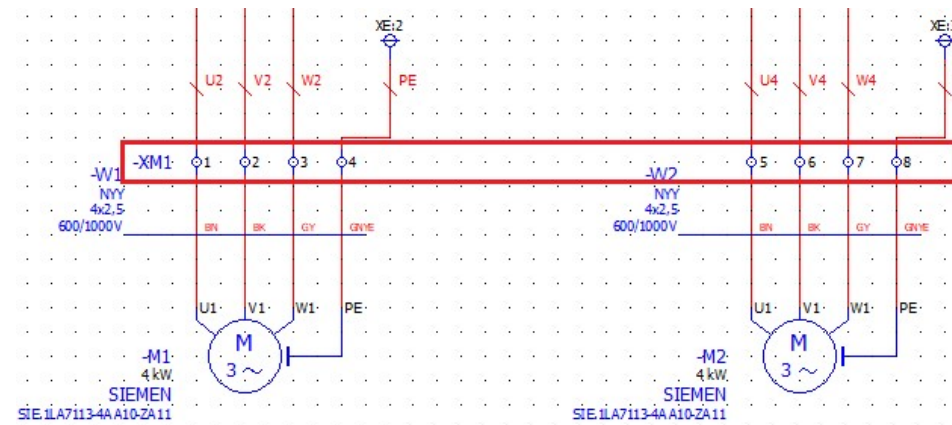 XE:2
XE:
U2 V2 W2 PE
U4 V4 W4
-XM1 1 2 3 4
5 6 7 8
-W1
NYY
4x2,5
600/1000V
BN BK GY GNYE
-W2
NYY
4x2,5
600/1000V
BN BK GY GNYE
U1 V1 W1 PE
M
3 ~
-M1
4 kW
SIEMEN
SIE.1LA7113-4AA10-ZA11
U1 V1 W1 PE
M
3 ~
-M2
4 kW
SIEMEN
SIE.1LA7113-4AA10-ZA11